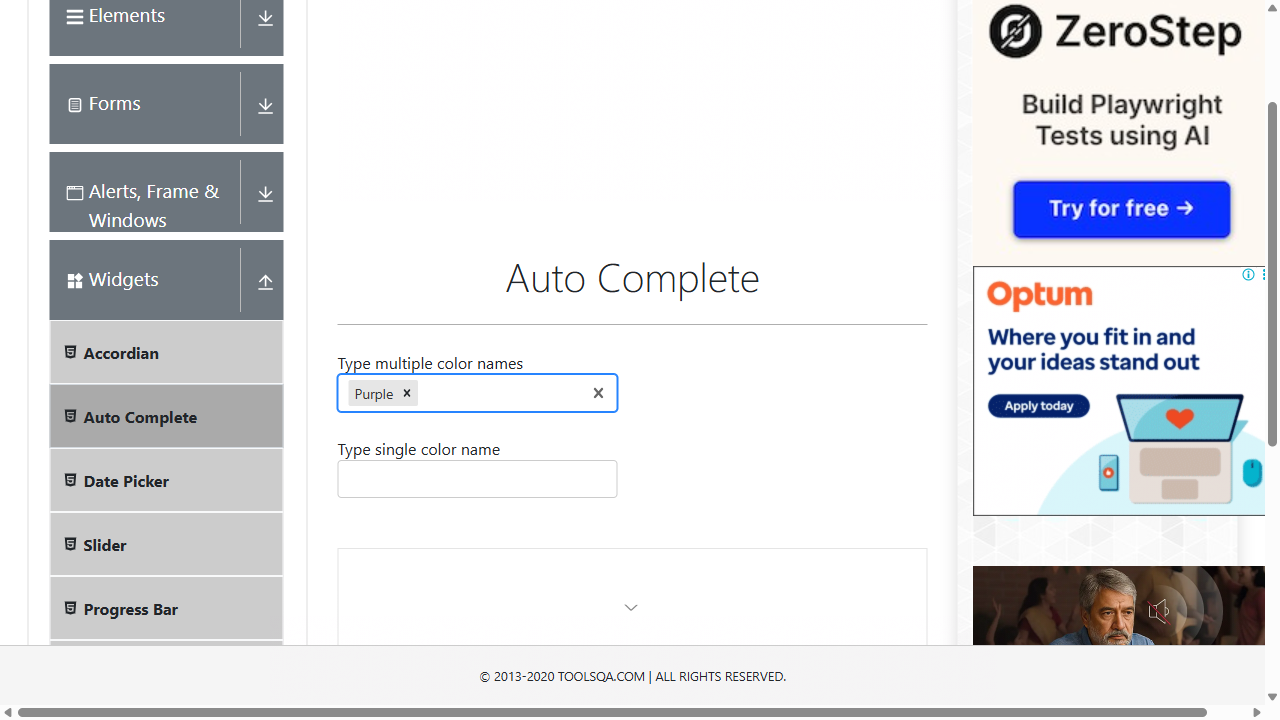 Elements
Forms
Alerts, Frame &
Windows
Widgets
Accordian
Auto Complete
Date Picker
Slider
Progress Bar
Auto Complete
Type multiple color names
Purple
Type single color name
ZeroStep
Build Playwright
Tests using AI
Try for free →
Optum
Where you fit in and
your ideas stand out
Apply today
© 2013-2020 TOOLSQA.COM | ALL RIGHTS RESERVED.